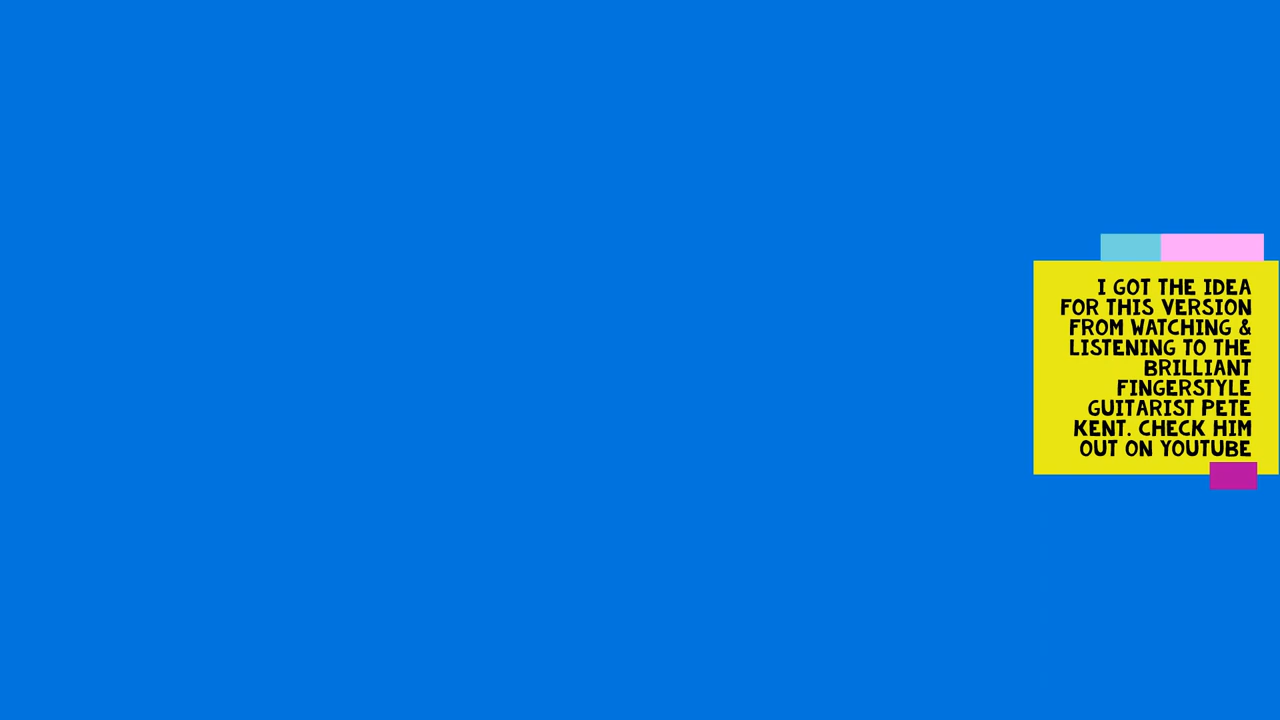 I GOT THE IDEA
FOR THIS VERSION
FROM WATCHING &
LISTENING TO THE
BRILLIANT
FINGERSTYLE
GUITARIST PETE
KENT. CHECK HIM
OUT ON YOUTUBE